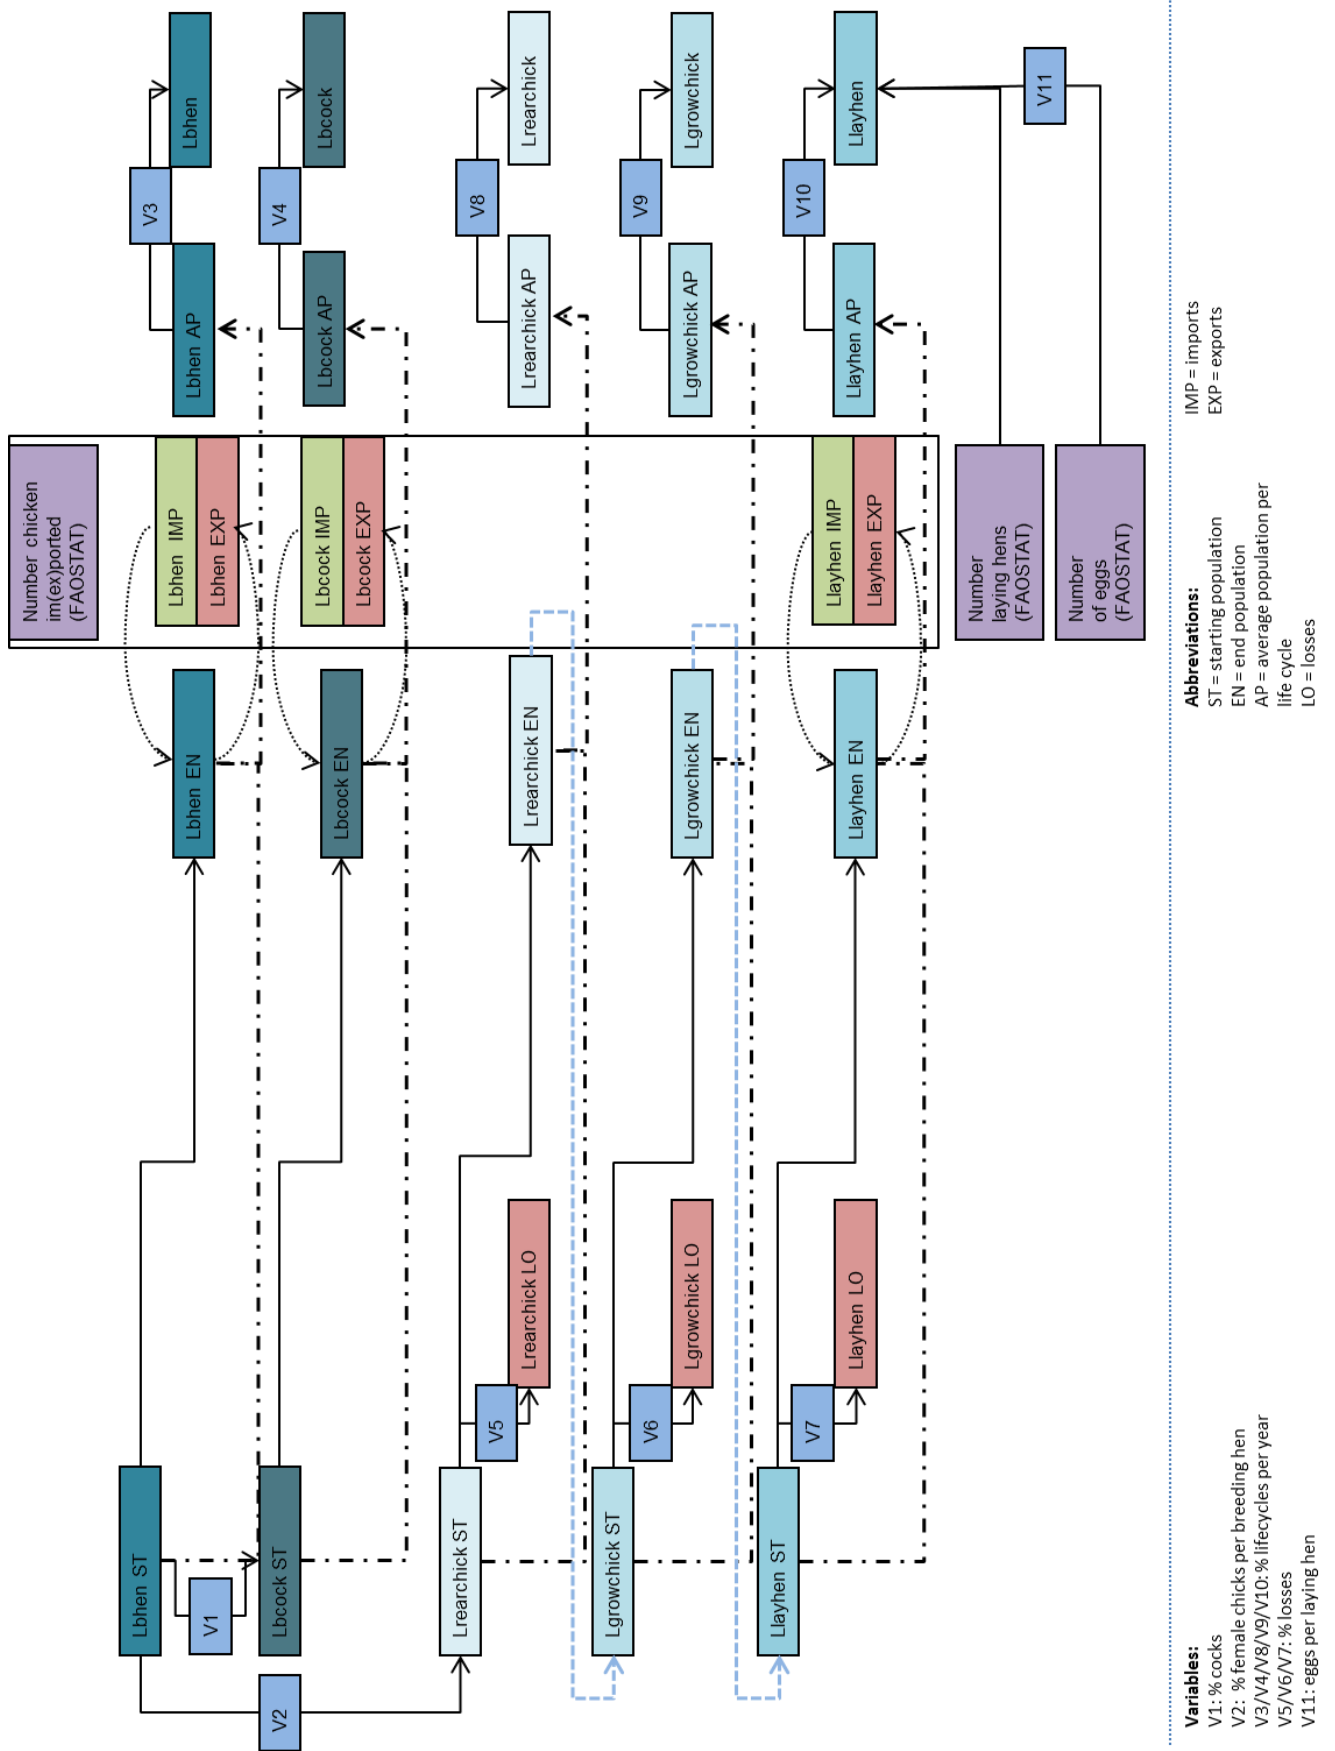 Number chicken
im(ex)ported
(FAOSTAT)
Lbhen ST
V1
V2
Lbhen EN
Lbhen IMP
Lbhen EXP
Lbhen AP
V3
Lbhen
Lbcock ST
Lbcock EN
Lbcock IMP
Lbcock EXP
Lbcock AP
V4
Lbcock
Lrearchick ST
V5
Lrearchick LO
Lrearchick EN
Lrearchick AP
V8
Lrearchick
Lgrowchick ST
V6
Lgrowchick LO
Lgrowchick EN
Lgrowchick AP
V9
Lgrowchick
Llayhen ST
V7
Llayhen LO
Llayhen EN
Llayhen IMP
Llayhen EXP
Llayhen AP
V10
Llayhen
Number
laying hens
(FAOSTAT)
Number
of eggs
(FAOSTAT)
V11
Variables:
V1: % cocks
V2: % female chicks per breeding hen
V3/V4/V8/V9/V10: % lifecycles per year
V5/V6/V7: % losses
V11: eggs per laying hen
Abbreviations:
ST = starting population
EN = end population
AP = average population per
life cycle
LO = losses
IMP = imports
EXP = exports